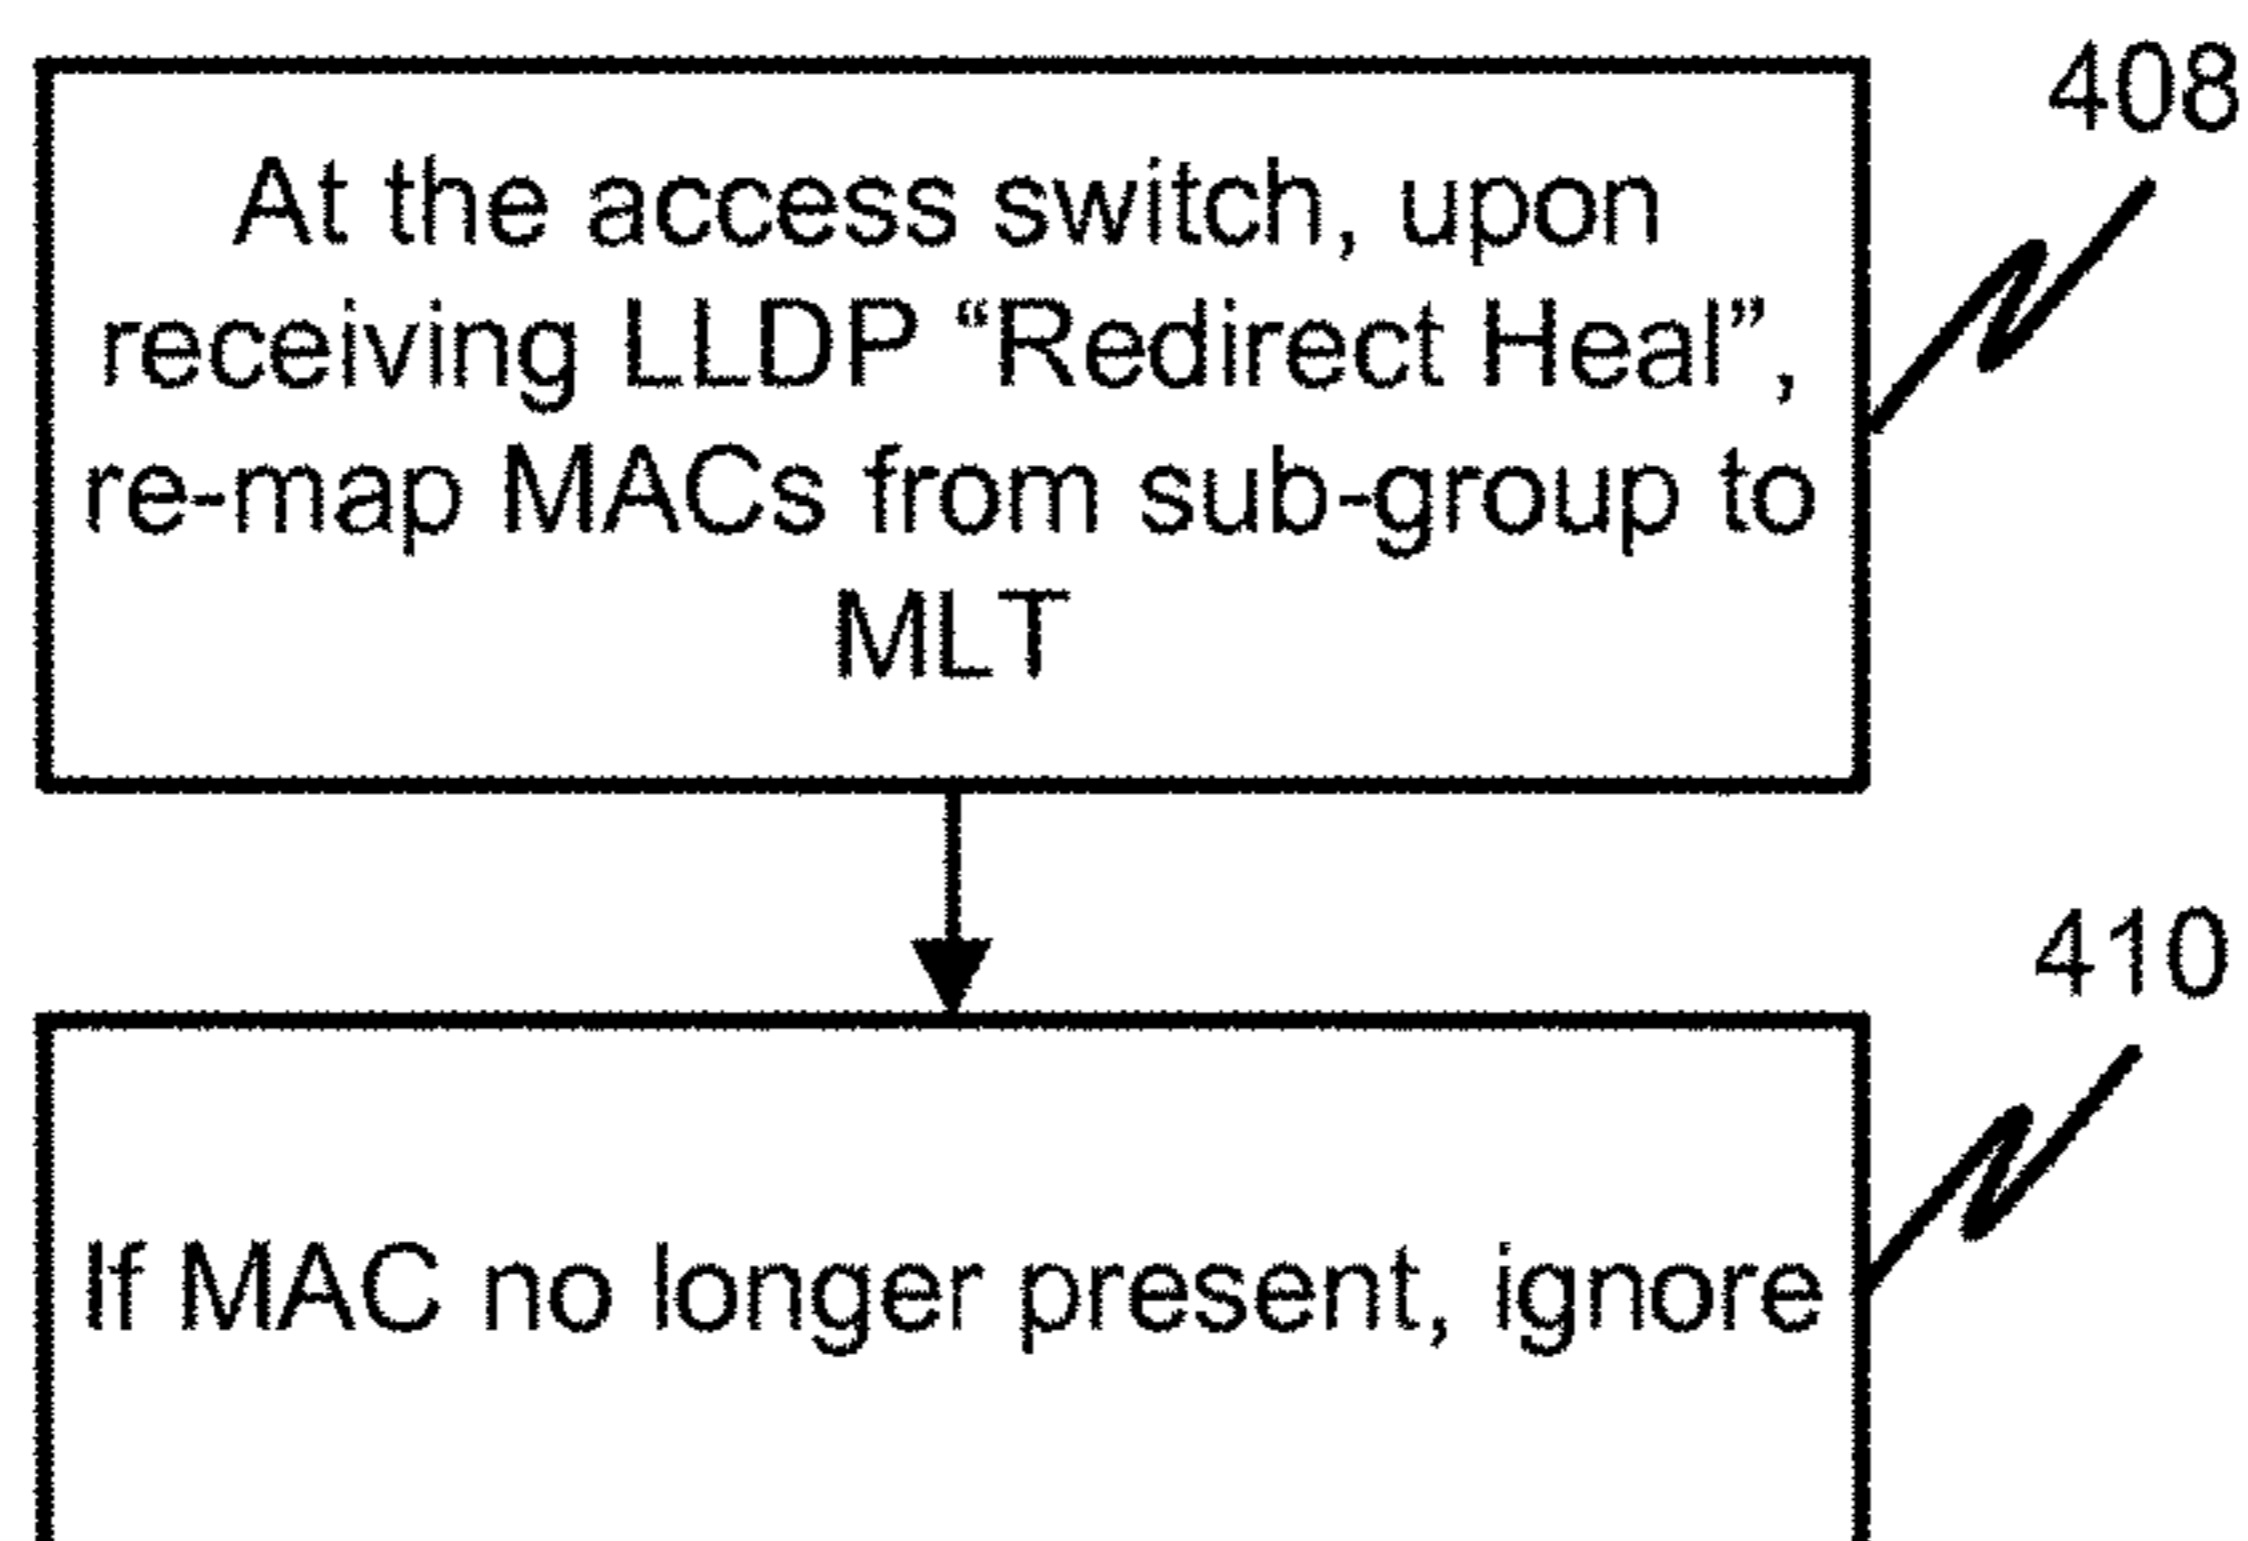 408
At the access switch, upon
receiving LLDP “Redirect Heal”,
re-map MACs from sub-group to
MLT
410
If MAC no longer present, ignore